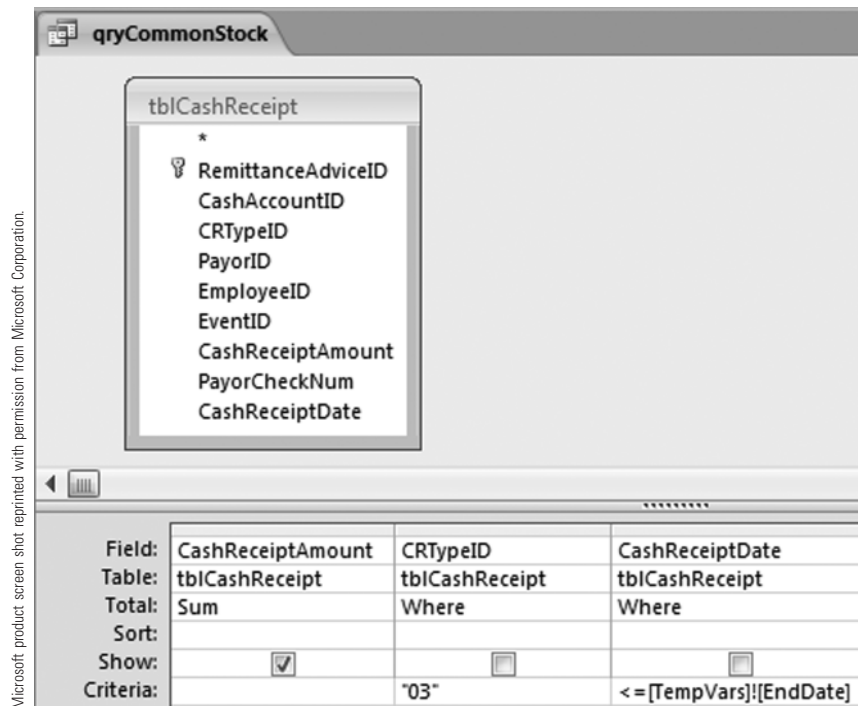 qryCommonStock
tblCashReceipt
*
RemittanceAdviceID
CashAccountID
CRTypeID
PayorID
EmployeeID
EventID
CashReceiptAmount
PayorCheckNum
CashReceiptDate
Microsoft product screen shot reprinted with permission from Microsoft Corporation.
Field: CashReceiptAmount CRTypeID CashReceiptDate
Table: tblCashReceipt tblCashReceipt tblCashReceipt
Total: Sum Where Where
Sort:
Show:
Criteria: "03" <=[TempVars]![EndDate]